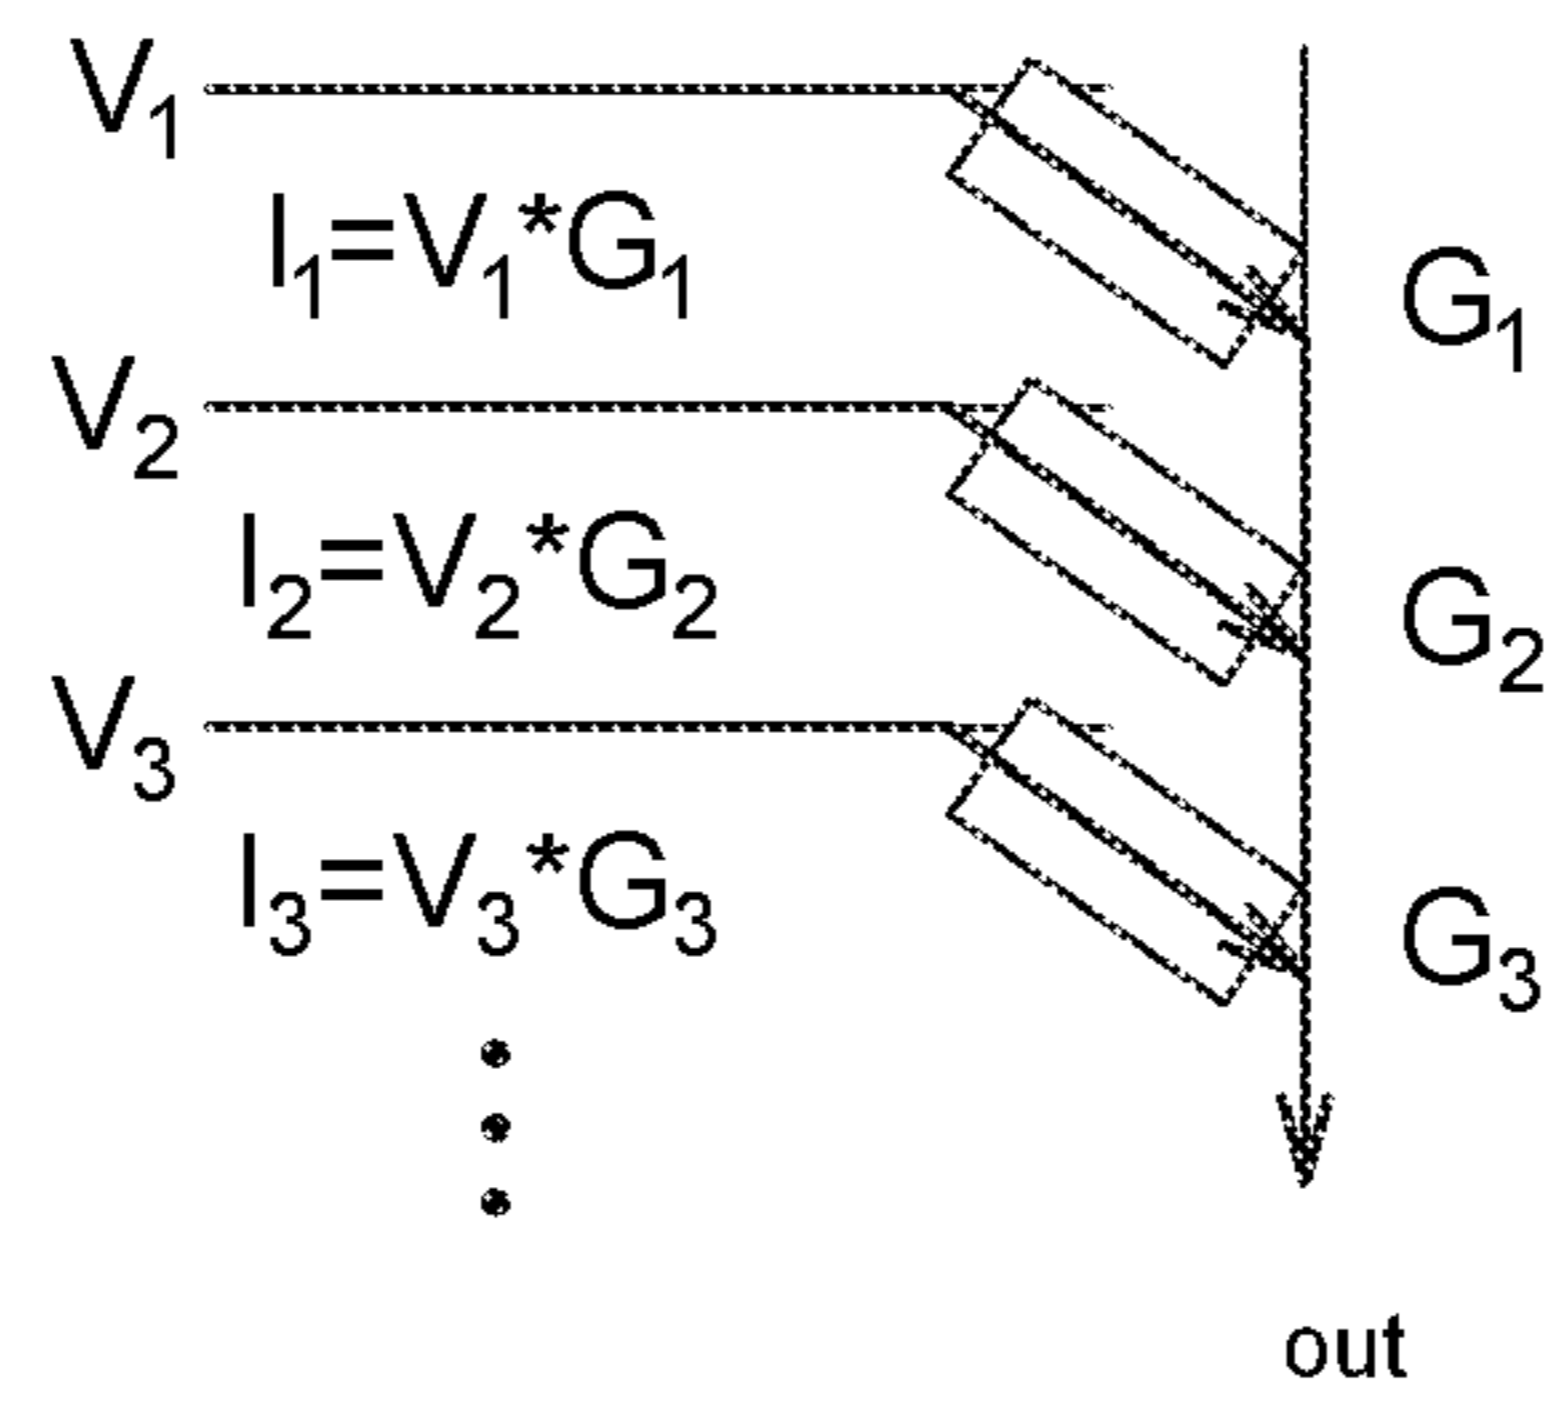 V₁
I₁=V₁*G₁
G₁
V₂
I₂=V₂*G₂
G₂
V₃
I₃=V₃*G₃
G₃
out